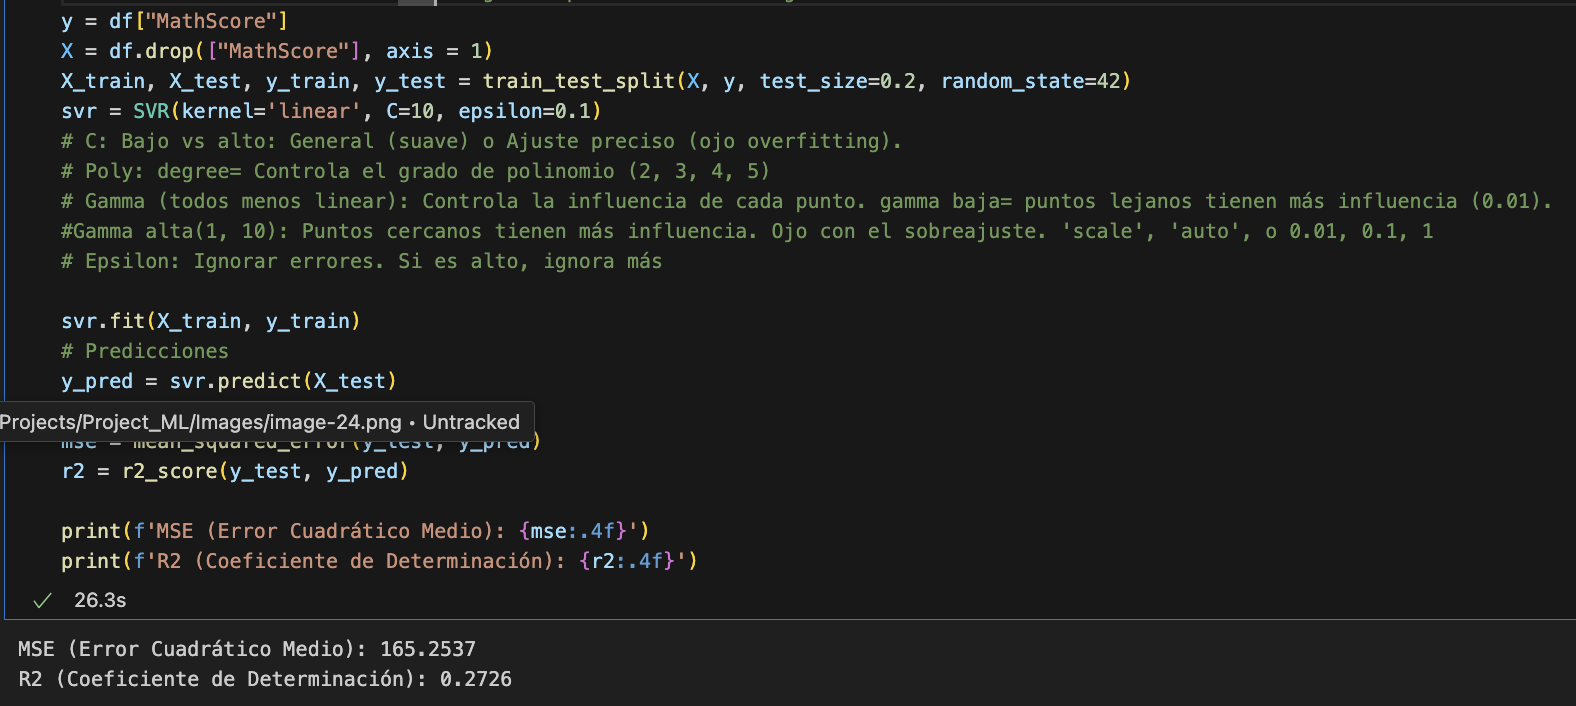 y = df["MathScore"]
X = df.drop(["MathScore"], axis = 1)
X_train, X_test, y_train, y_test = train_test_split(X, y, test_size=0.2, random_state=42)
svr = SVR(kernel='linear', C=10, epsilon=0.1)
# C: Bajo vs alto: General (suave) o Ajuste preciso (ojo overfitting).
# Poly: degree= Controla el grado de polinomio (2, 3, 4, 5)
# Gamma (todos menos linear): Controla la influencia de cada punto. gamma baja= puntos lejanos tienen más influencia (0.01).
#Gamma alta(1, 10): Puntos cercanos tienen más influencia. Ojo con el sobreajuste. 'scale', 'auto', o 0.01, 0.1, 1
# Epsilon: Ignorar errores. Si es alto, ignora más
svr.fit(X_train, y_train)
# Predicciones
y_pred = svr.predict(X_test)
Projects/Project_ML/Images/image-24.png • Untracked
mse = mean_squared_error(y_test, y_pred)
r2 = r2_score(y_test, y_pred)
print(f'MSE (Error Cuadrático Medio): {mse:.4f}')
print(f'R2 (Coeficiente de Determinación): {r2:.4f}')
26.3s
MSE (Error Cuadrático Medio): 165.2537
R2 (Coeficiente de Determinación): 0.2726